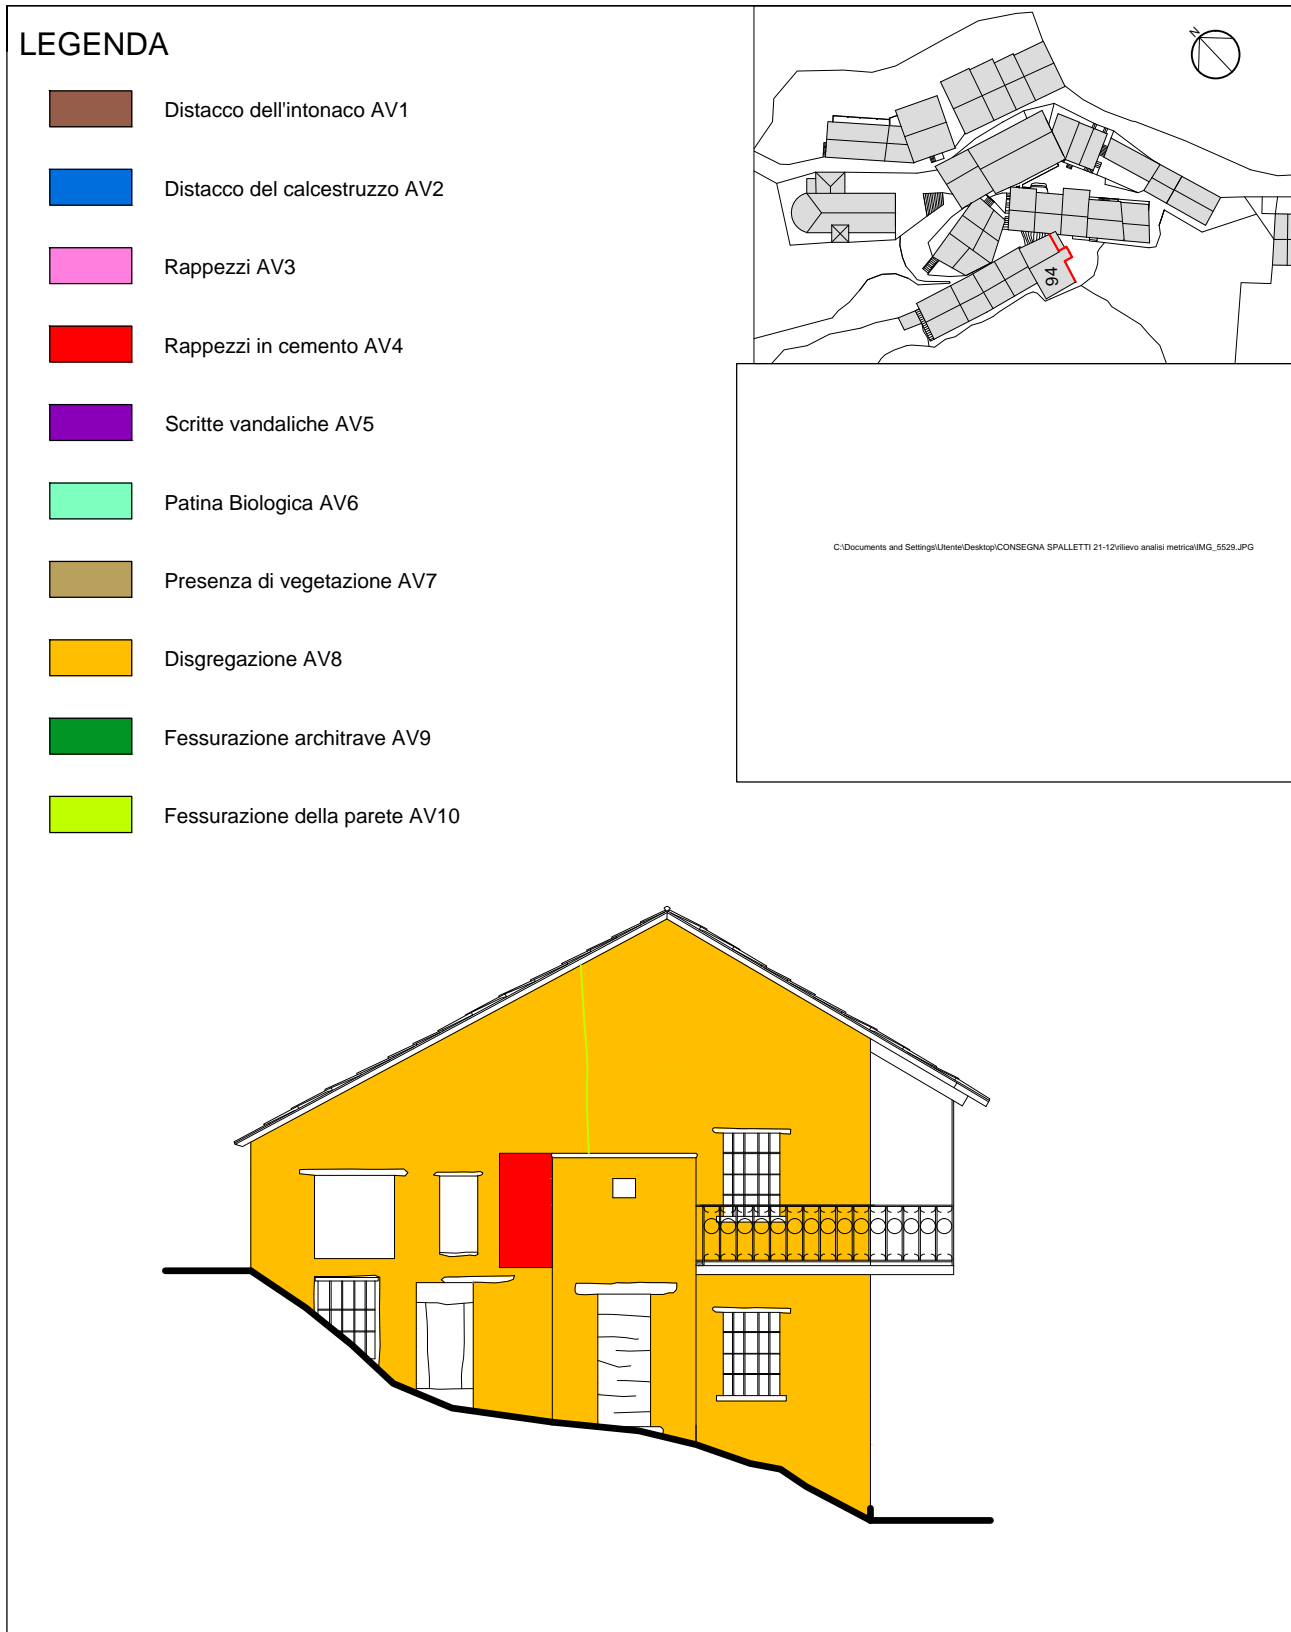 LEGENDA
Distacco dell'intonaco AV1
Distacco del calcestruzzo AV2
Rappezzi AV3
Rappezzi in cemento AV4
Scritte vandaliche AV5
Patina Biologica AV6
Presenza di vegetazione AV7
Disgregazione AV8
Fessurazione architrave AV9
Fessurazione della parete AV10
N
94
C:\Documents and Settings\Utente\Desktop\CONSEGNA SPALLETTI 21-12\rilievo analisi metrica\IMG_5529.JPG